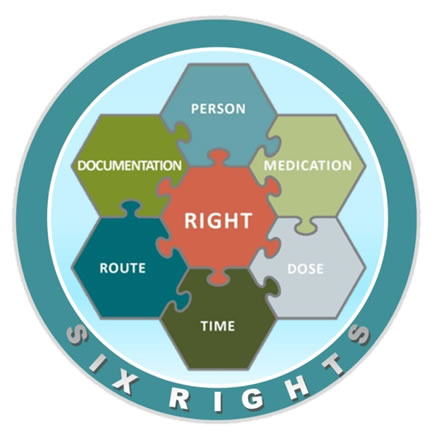 PERSON
DOCUMENTATION
MEDICATION
RIGHT
ROUTE
DOSE
TIME
SIX RIGHTS